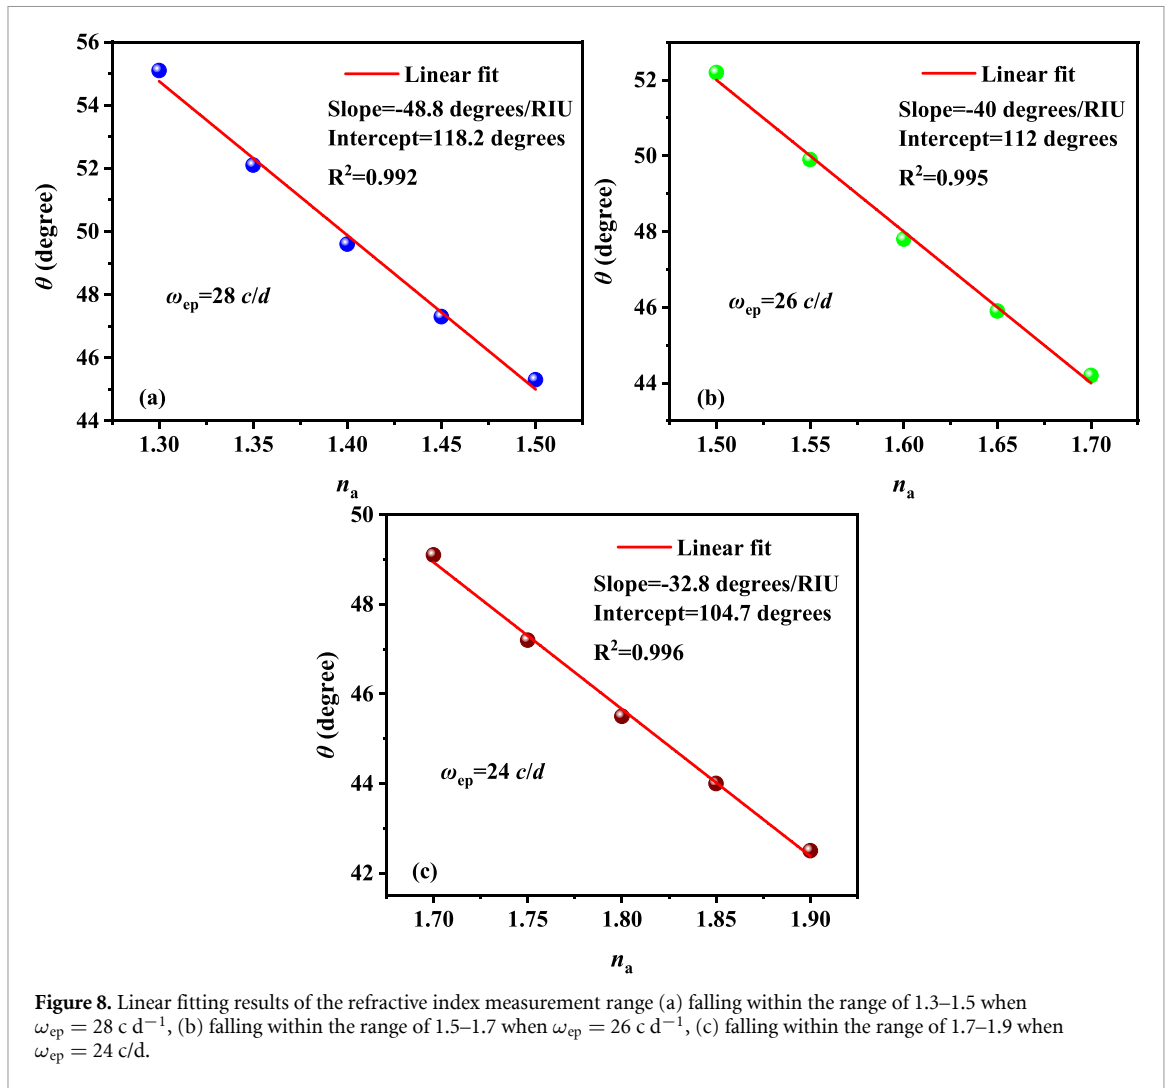 56
54
52
50
48
46
44
θ (degree)
Linear fit
Slope=-48.8 degrees/RIU
Intercept=118.2 degrees
R²=0.992
ωep=28 c/d
(a)
1.30 1.35 1.40 1.45 1.50
na
52
50
48
46
44
θ (degree)
Linear fit
Slope=-40 degrees/RIU
Intercept=112 degrees
R²=0.995
ωep=26 c/d
(b)
1.50 1.55 1.60 1.65 1.70
na
50
48
46
44
42
θ (degree)
Linear fit
Slope=-32.8 degrees/RIU
Intercept=104.7 degrees
R²=0.996
ωep=24 c/d
(c)
1.70 1.75 1.80 1.85 1.90
na
Figure 8. Linear fitting results of the refractive index measurement range (a) falling within the range of 1.3–1.5 when
ωep = 28 c d⁻¹, (b) falling within the range of 1.5–1.7 when ωep = 26 c d⁻¹, (c) falling within the range of 1.7–1.9 when
ωep = 24 c/d.